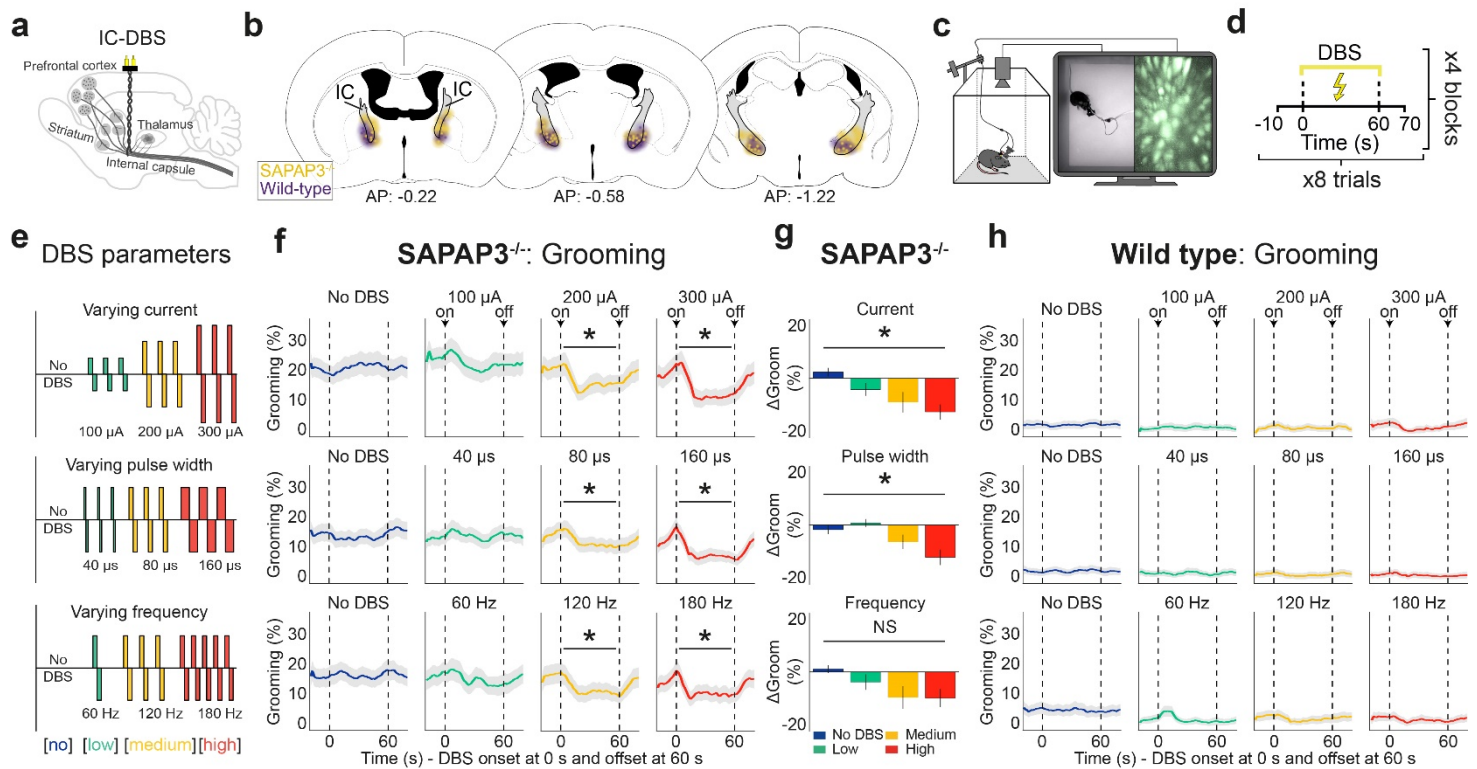 a
IC-DBS
Prefrontal cortex
Striatum
Thalamus
Internal capsule
b
IC
IC
SAPAP3-/-
Wild-type
AP: -0.22
AP: -0.58
AP: -1.22
c
d
DBS
-10 0 60 70
Time (s)
x8 trials
x4 blocks
e
DBS parameters
Varying current
No
DBS
100 µA 200 µA 300 µA
Varying pulse width
No
DBS
40 µs 80 µs 160 µs
Varying frequency
No
DBS
60 Hz 120 Hz 180 Hz
[no] [low] [medium] [high]
f
SAPAP3-/-: Grooming
No DBS 100 µA 200 µA 300 µA
on off on off on off
* *
Grooming (%)
30
20
10
0
No DBS 40 µs 80 µs 160 µs
* *
Grooming (%)
30
20
10
0
No DBS 60 Hz 120 Hz 180 Hz
* *
Grooming (%)
30
20
10
0
0 60 0 60 0 60 0 60
Time (s) - DBS onset at 0 s and offset at 60 s
g
SAPAP3-/-
Current
*
ΔGroom
(%)
20
-20
Pulse width
*
ΔGroom
(%)
20
-20
Frequency
NS
ΔGroom
(%)
20
-20
No DBS Medium
Low High
h
Wild type: Grooming
No DBS 100 µA 200 µA 300 µA
on off on off on off
Grooming (%)
30
20
10
0
No DBS 40 µs 80 µs 160 µs
Grooming (%)
30
20
10
0
No DBS 60 Hz 120 Hz 180 Hz
Grooming (%)
30
20
10
0
0 60 0 60 0 60 0 60